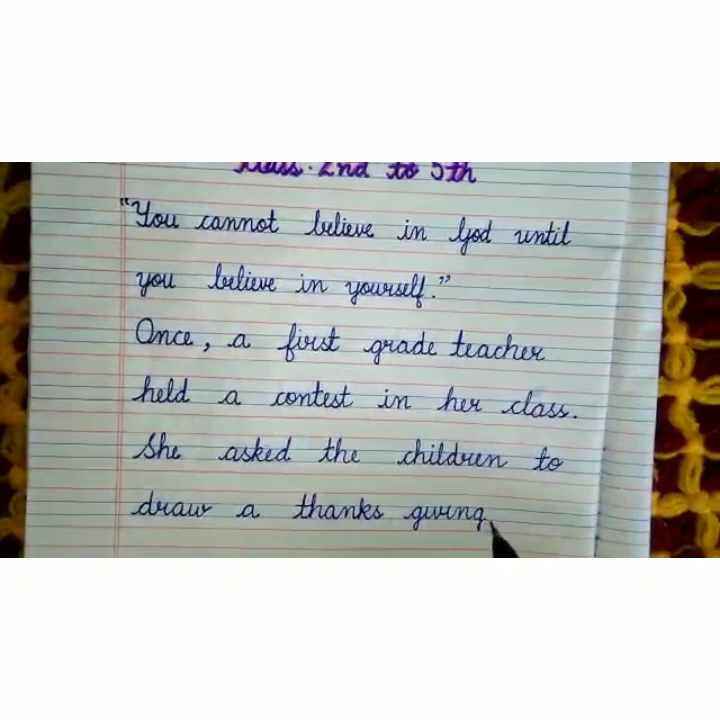 Class. 2nd to 5th
"You cannot believe in God until
you believe in yourself."
Once, a first grade teacher
held a contest in her class.
She asked the children to
draw a thanks giving